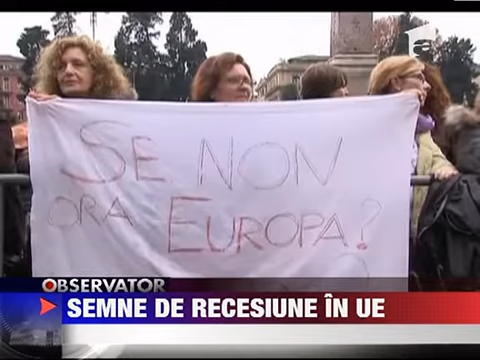 SE NON
ORA EUROPA?
?
OBSERVATOR
SEMNE DE RECESIUNE ÎN UE